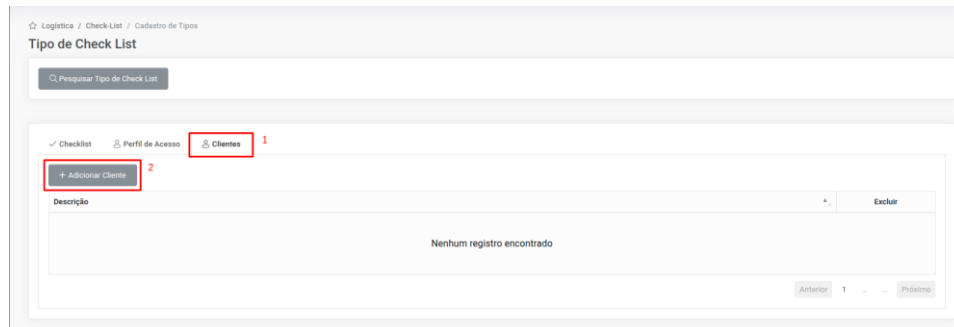 Logística / Check-List / Cadastro de Tipos
Tipo de Check List
Pesquisar Tipo de Check List
Checklist Perfil de Acesso Clientes 1
+ Adicionar Cliente 2
Descrição Excluir
Nenhum registro encontrado
Anterior 1 ... ... Próximo